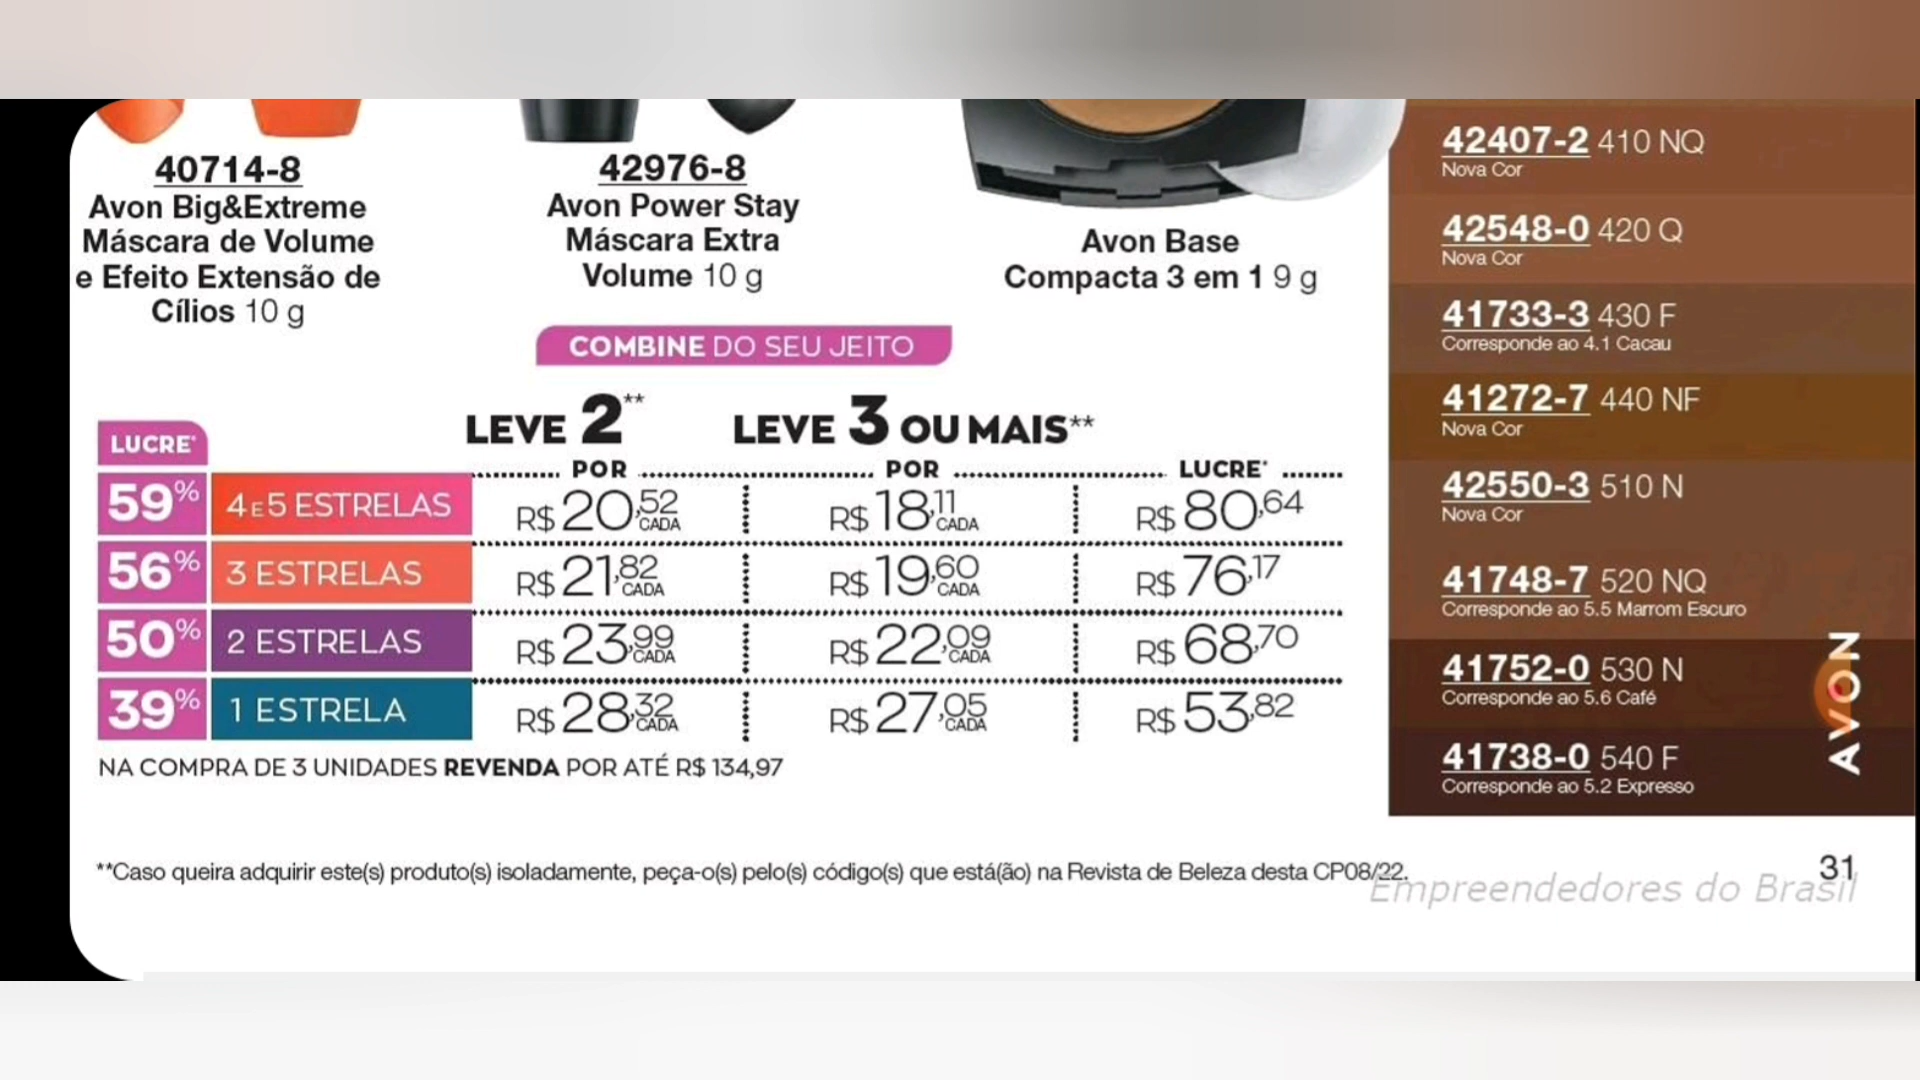 40714-8
Avon Big&Extreme
Máscara de Volume
e Efeito Extensão de
Cílios 10 g
42976-8
Avon Power Stay
Máscara Extra
Volume 10 g
Avon Base
Compacta 3 em 1 9 g
COMBINE DO SEU JEITO
LEVE 2** LEVE 3 OU MAIS**
LUCRE*
POR POR LUCRE*
59% 4 E 5 ESTRELAS R$ 20,52 CADA R$ 18,11 CADA R$ 80,64
56% 3 ESTRELAS R$ 21,82 CADA R$ 19,60 CADA R$ 76,17
50% 2 ESTRELAS R$ 23,99 CADA R$ 22,09 CADA R$ 68,70
39% 1 ESTRELA R$ 28,32 CADA R$ 27,05 CADA R$ 53,82
NA COMPRA DE 3 UNIDADES REVENDA POR ATÉ R$ 134,97
42407-2 410 NQ
Nova Cor
42548-0 420 Q
Nova Cor
41733-3 430 F
Corresponde ao 4.1 Cacau
41272-7 440 NF
Nova Cor
42550-3 510 N
Nova Cor
41748-7 520 NQ
Corresponde ao 5.5 Marrom Escuro
41752-0 530 N
Corresponde ao 5.6 Café
41738-0 540 F
Corresponde ao 5.2 Expresso
AVON
**Caso queira adquirir este(s) produto(s) isoladamente, peça-o(s) pelo(s) código(s) que está(ão) na Revista de Beleza desta CP08/22.
31
Empreendedores do Brasil